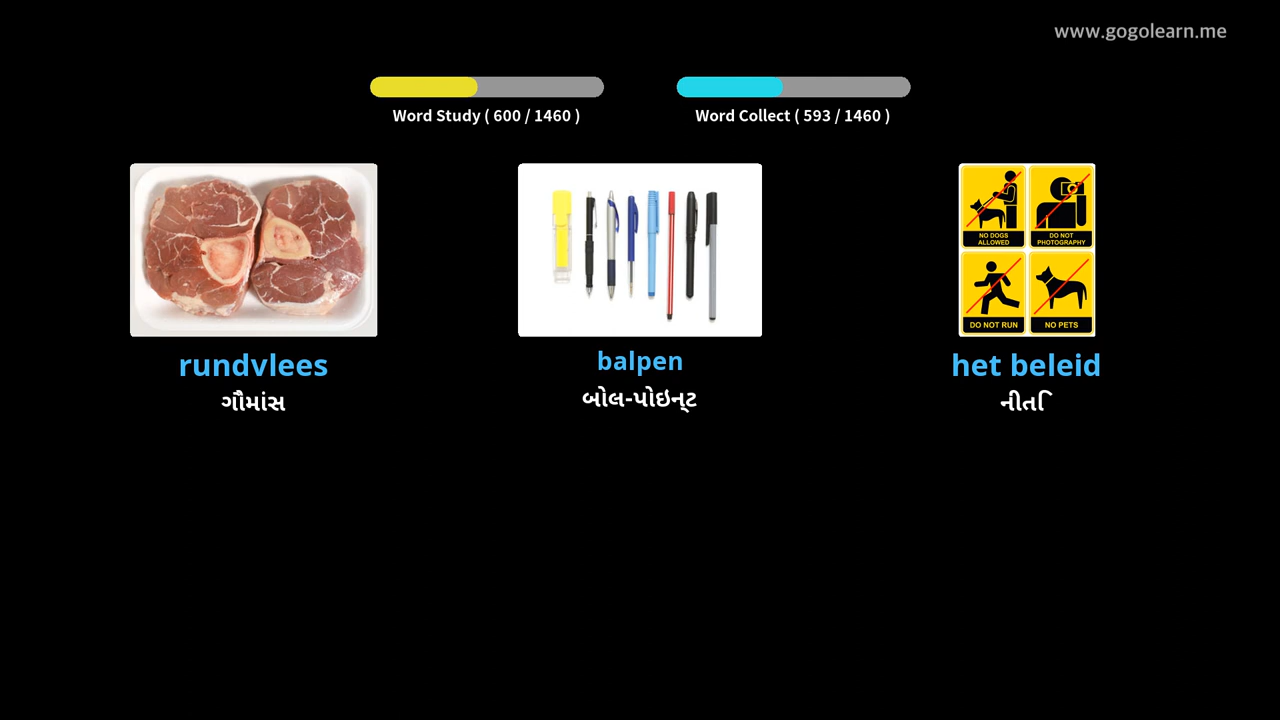 www.gogolearn.me
Word Study ( 600 / 1460 )
Word Collect ( 593 / 1460 )
NO DOGS
ALLOWED
DO NOT
PHOTOGRAPHY
DO NOT RUN
NO PETS
rundvlees
balpen
het beleid
ગૌમાંસ
બોલ-પોઇન્ટ
નીતિ